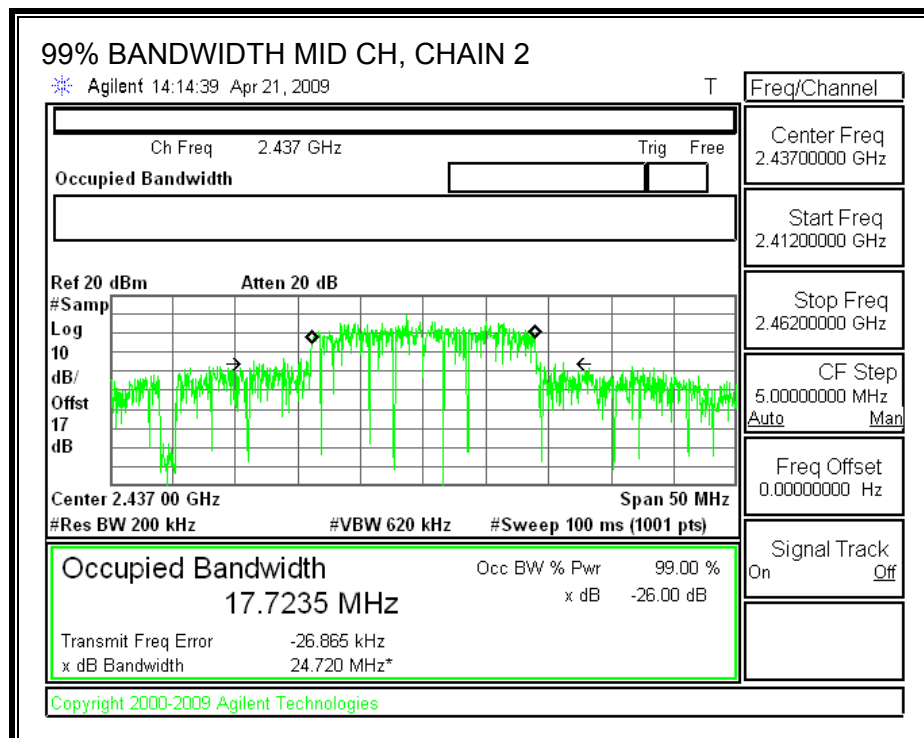 99% BANDWIDTH MID CH, CHAIN 2
Agilent 14:14:39 Apr 21, 2009 T
Freq/Channel
Ch Freq 2.437 GHz Trig Free
Occupied Bandwidth
Center Freq
2.43700000 GHz
Start Freq
2.41200000 GHz
Stop Freq
2.46200000 GHz
CF Step
5.00000000 MHz
Auto Man
Freq Offset
0.00000000 Hz
Signal Track
On Off
Ref 20 dBm Atten 20 dB
#Samp
Log
10
dB/
Offst
17
dB
Center 2.437 00 GHz Span 50 MHz
#Res BW 200 kHz #VBW 620 kHz #Sweep 100 ms (1001 pts)
Occupied Bandwidth
17.7235 MHz
Occ BW % Pwr 99.00 %
x dB -26.00 dB
Transmit Freq Error -26.865 kHz
x dB Bandwidth 24.720 MHz*
Copyright 2000-2009 Agilent Technologies